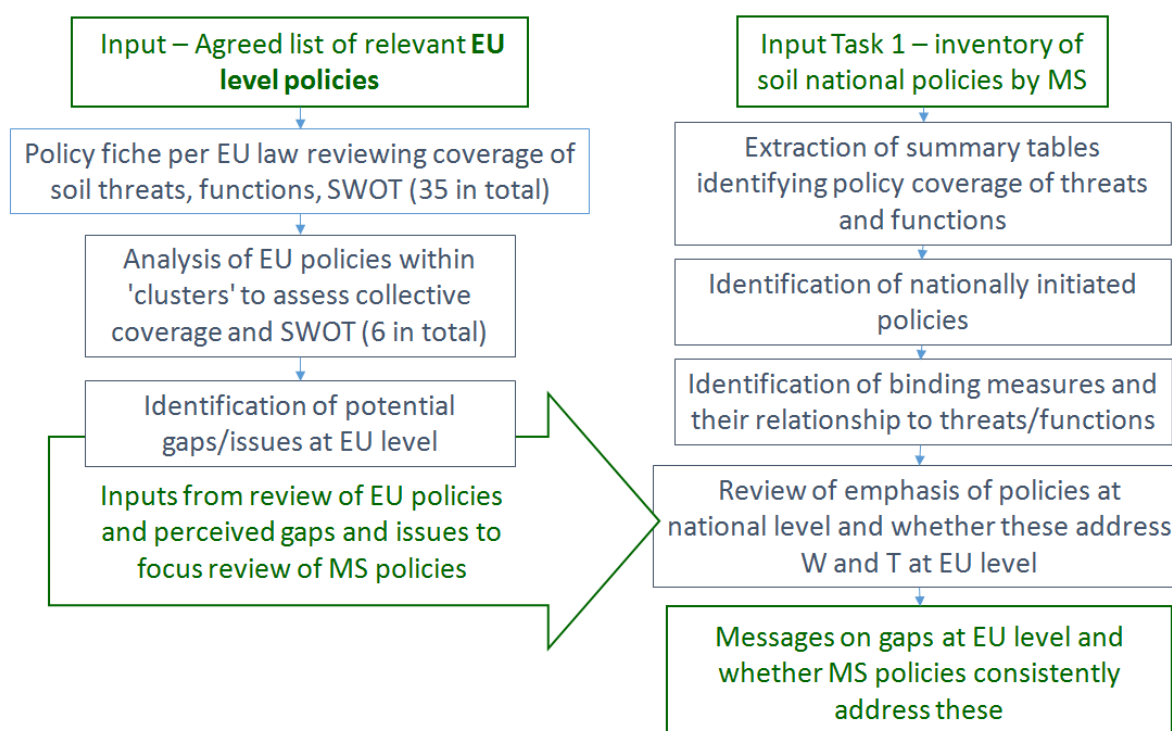 Input – Agreed list of relevant EU
level policies
Policy fiche per EU law reviewing coverage of
soil threats, functions, SWOT (35 in total)
Analysis of EU policies within
'clusters' to assess collective
coverage and SWOT (6 in total)
Identification of potential
gaps/issues at EU level
Inputs from review of EU policies
and perceived gaps and issues to
focus review of MS policies
Input Task 1 – inventory of
soil national policies by MS
Extraction of summary tables
identifying policy coverage of threats
and functions
Identification of nationally initiated
policies
Identification of binding measures and
their relationship to threats/functions
Review of emphasis of policies at
national level and whether these address
W and T at EU level
Messages on gaps at EU level and
whether MS policies consistently
address these